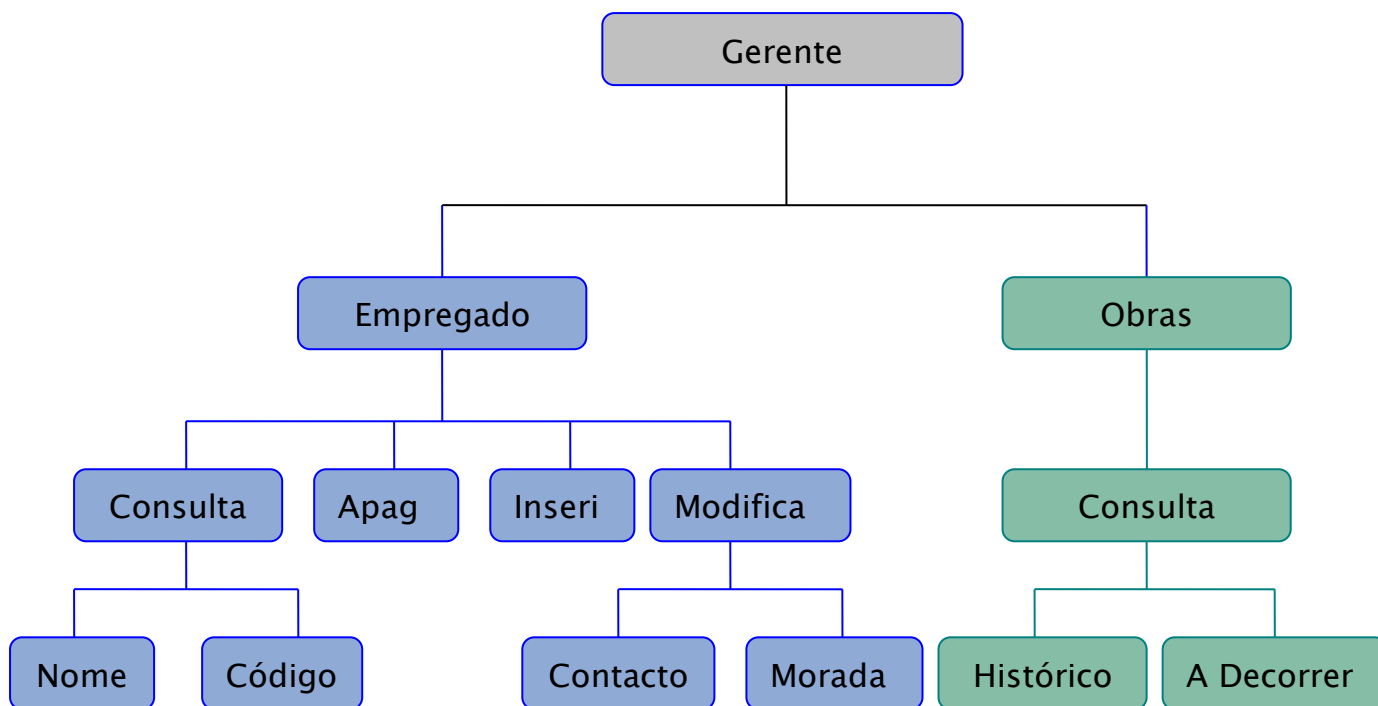 Gerente
Empregado
Obras
Consulta
Apag
Inseri
Modifica
Consulta
Nome
Código
Contacto
Morada
Histórico
A Decorrer